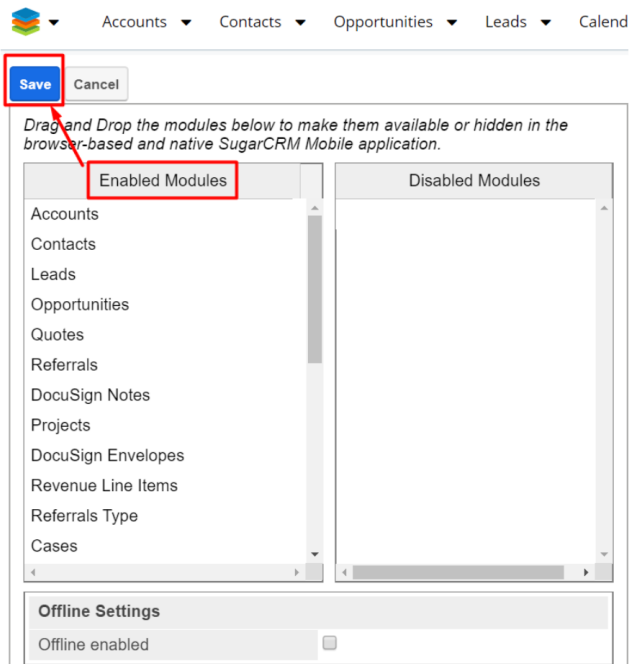 Accounts Contacts Opportunities Leads Calend
Save Cancel
Drag and Drop the modules below to make them available or hidden in the
browser-based and native SugarCRM Mobile application.
Enabled Modules Disabled Modules
Accounts
Contacts
Leads
Opportunities
Quotes
Referrals
DocuSign Notes
Projects
DocuSign Envelopes
Revenue Line Items
Referrals Type
Cases
Offline Settings
Offline enabled